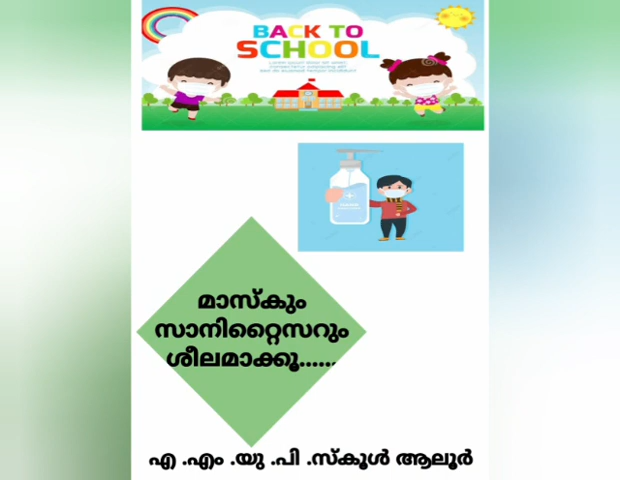 BACK TO
SCHOOL
മാസ്കും
സാനിറ്റൈസറും
ശീലമാക്കൂ......
എ .എം .യു .പി .സ്കൂൾ ആലൂർ